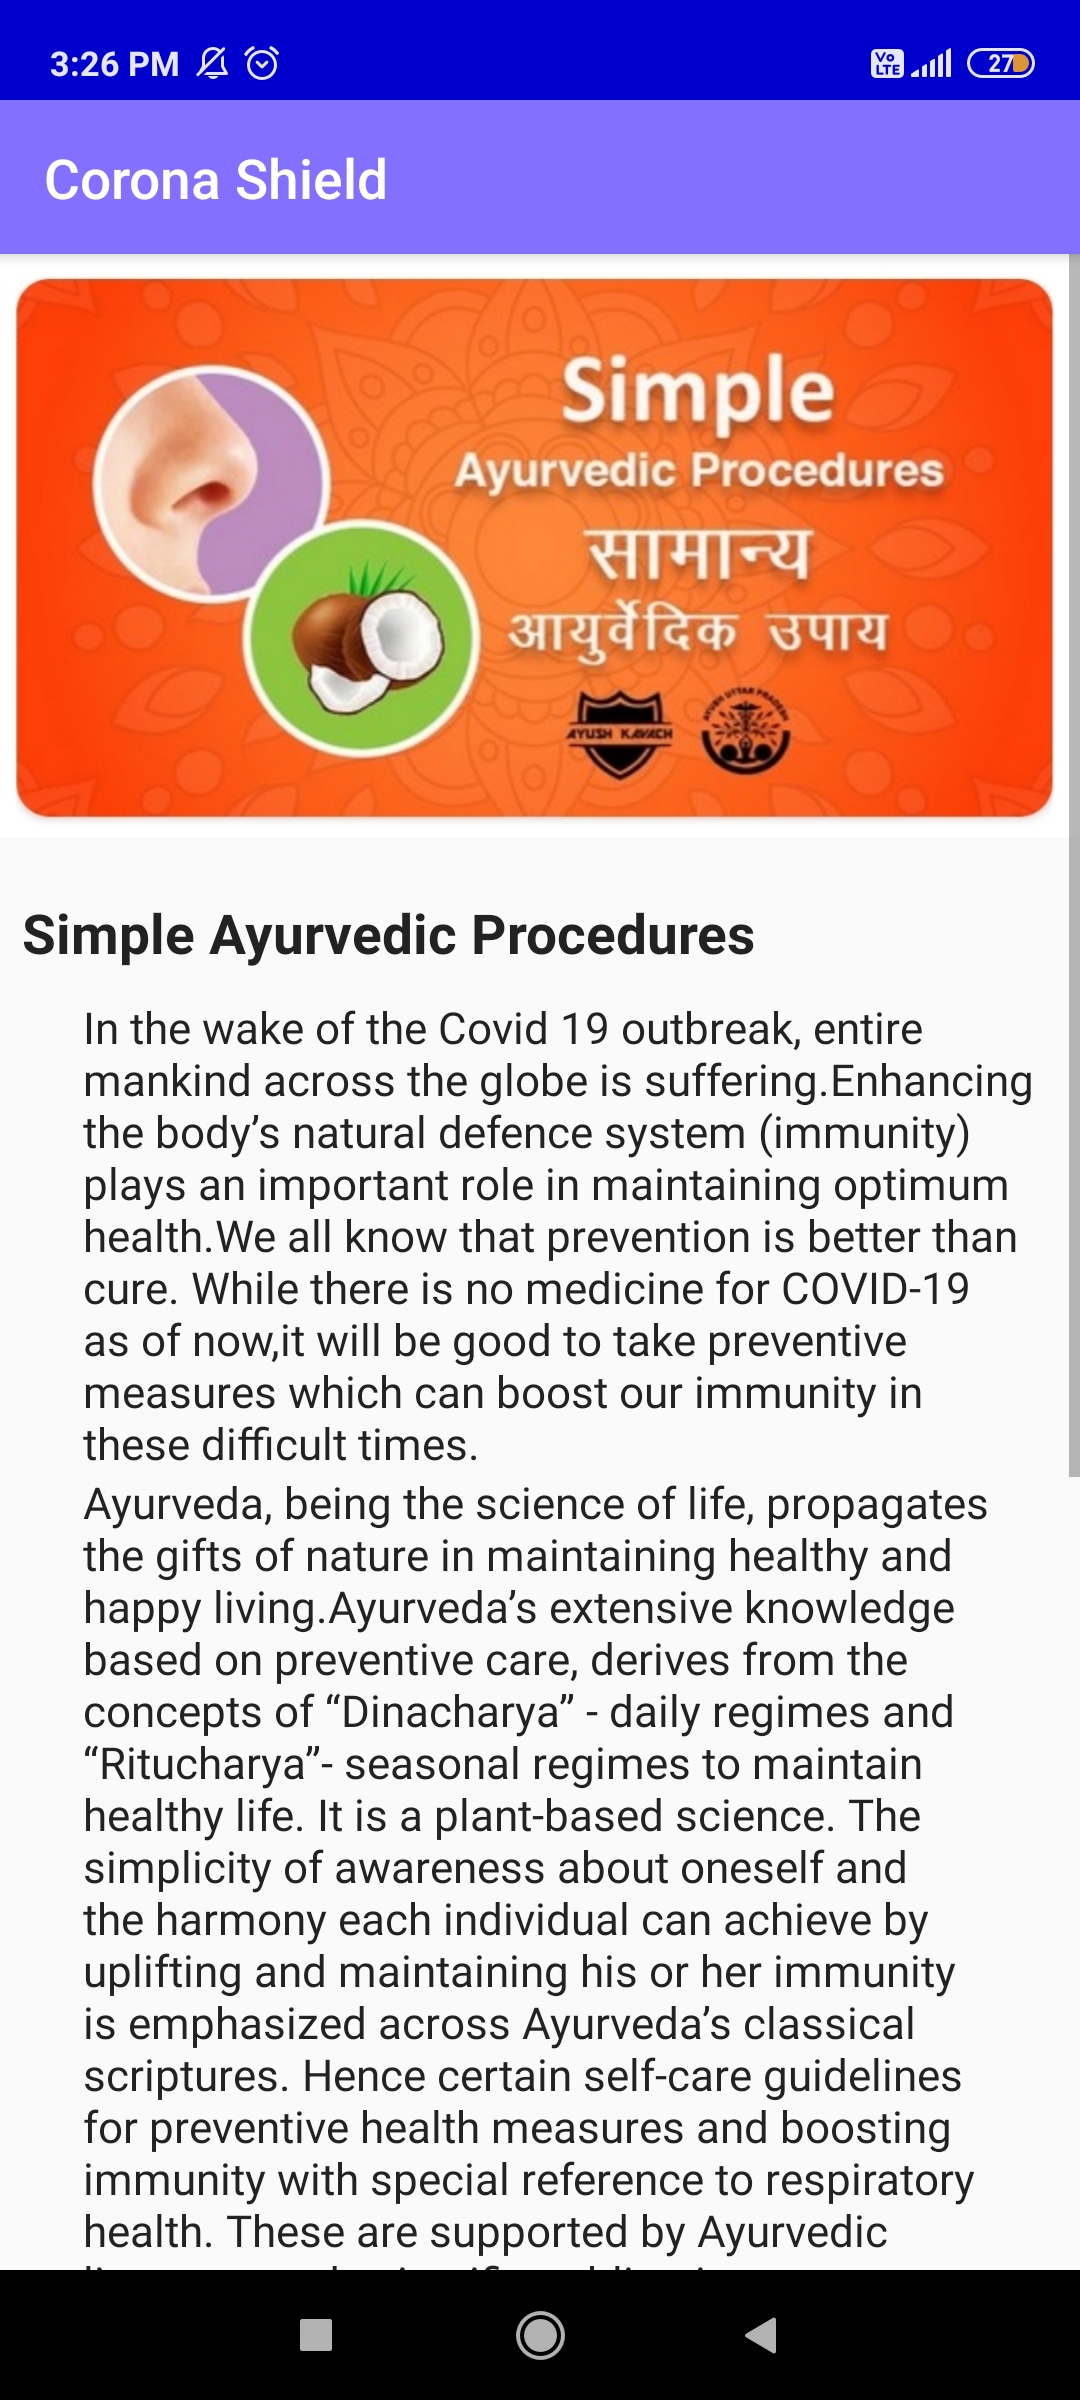 3:26 PM
Vo LTE
27
Corona Shield
Simple
Ayurvedic Procedures
सामान्य
आयुर्वेदिक उपाय
AYUSH KAVACH
AYUSH UTTAR PRADESH
Simple Ayurvedic Procedures
In the wake of the Covid 19 outbreak, entire
mankind across the globe is suffering.Enhancing
the body’s natural defence system (immunity)
plays an important role in maintaining optimum
health.We all know that prevention is better than
cure. While there is no medicine for COVID-19
as of now,it will be good to take preventive
measures which can boost our immunity in
these difficult times.
Ayurveda, being the science of life, propagates
the gifts of nature in maintaining healthy and
happy living.Ayurveda’s extensive knowledge
based on preventive care, derives from the
concepts of “Dinacharya” - daily regimes and
“Ritucharya”- seasonal regimes to maintain
healthy life. It is a plant-based science. The
simplicity of awareness about oneself and
the harmony each individual can achieve by
uplifting and maintaining his or her immunity
is emphasized across Ayurveda’s classical
scriptures. Hence certain self-care guidelines
for preventive health measures and boosting
immunity with special reference to respiratory
health. These are supported by Ayurvedic